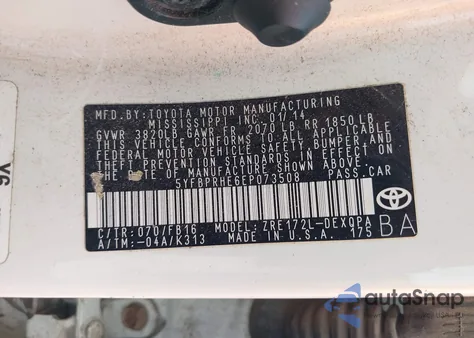 MFD. BY: TOYOTA MOTOR MANUFACTURING
MISSISSIPPI, INC. 01/14
GVWR 3820LB GAWR FR. 2070 LB RR 1850 LB
THIS VEHICLE CONFORMS TO ALL APPLICABLE
FEDERAL MOTOR VEHICLE SAFETY, BUMPER, AND
THEFT PREVENTION STANDARDS IN EFFECT ON
THE DATE OF MANUFACTURE SHOWN ABOVE.
5YFBPRHE6EP073508 PASS.CAR
C/TR: 070/FB16 MODEL: ZRE172L-DEXQPA
A/TM: -04A/K313 MADE IN U.S.A. 175
BA
autoSnap